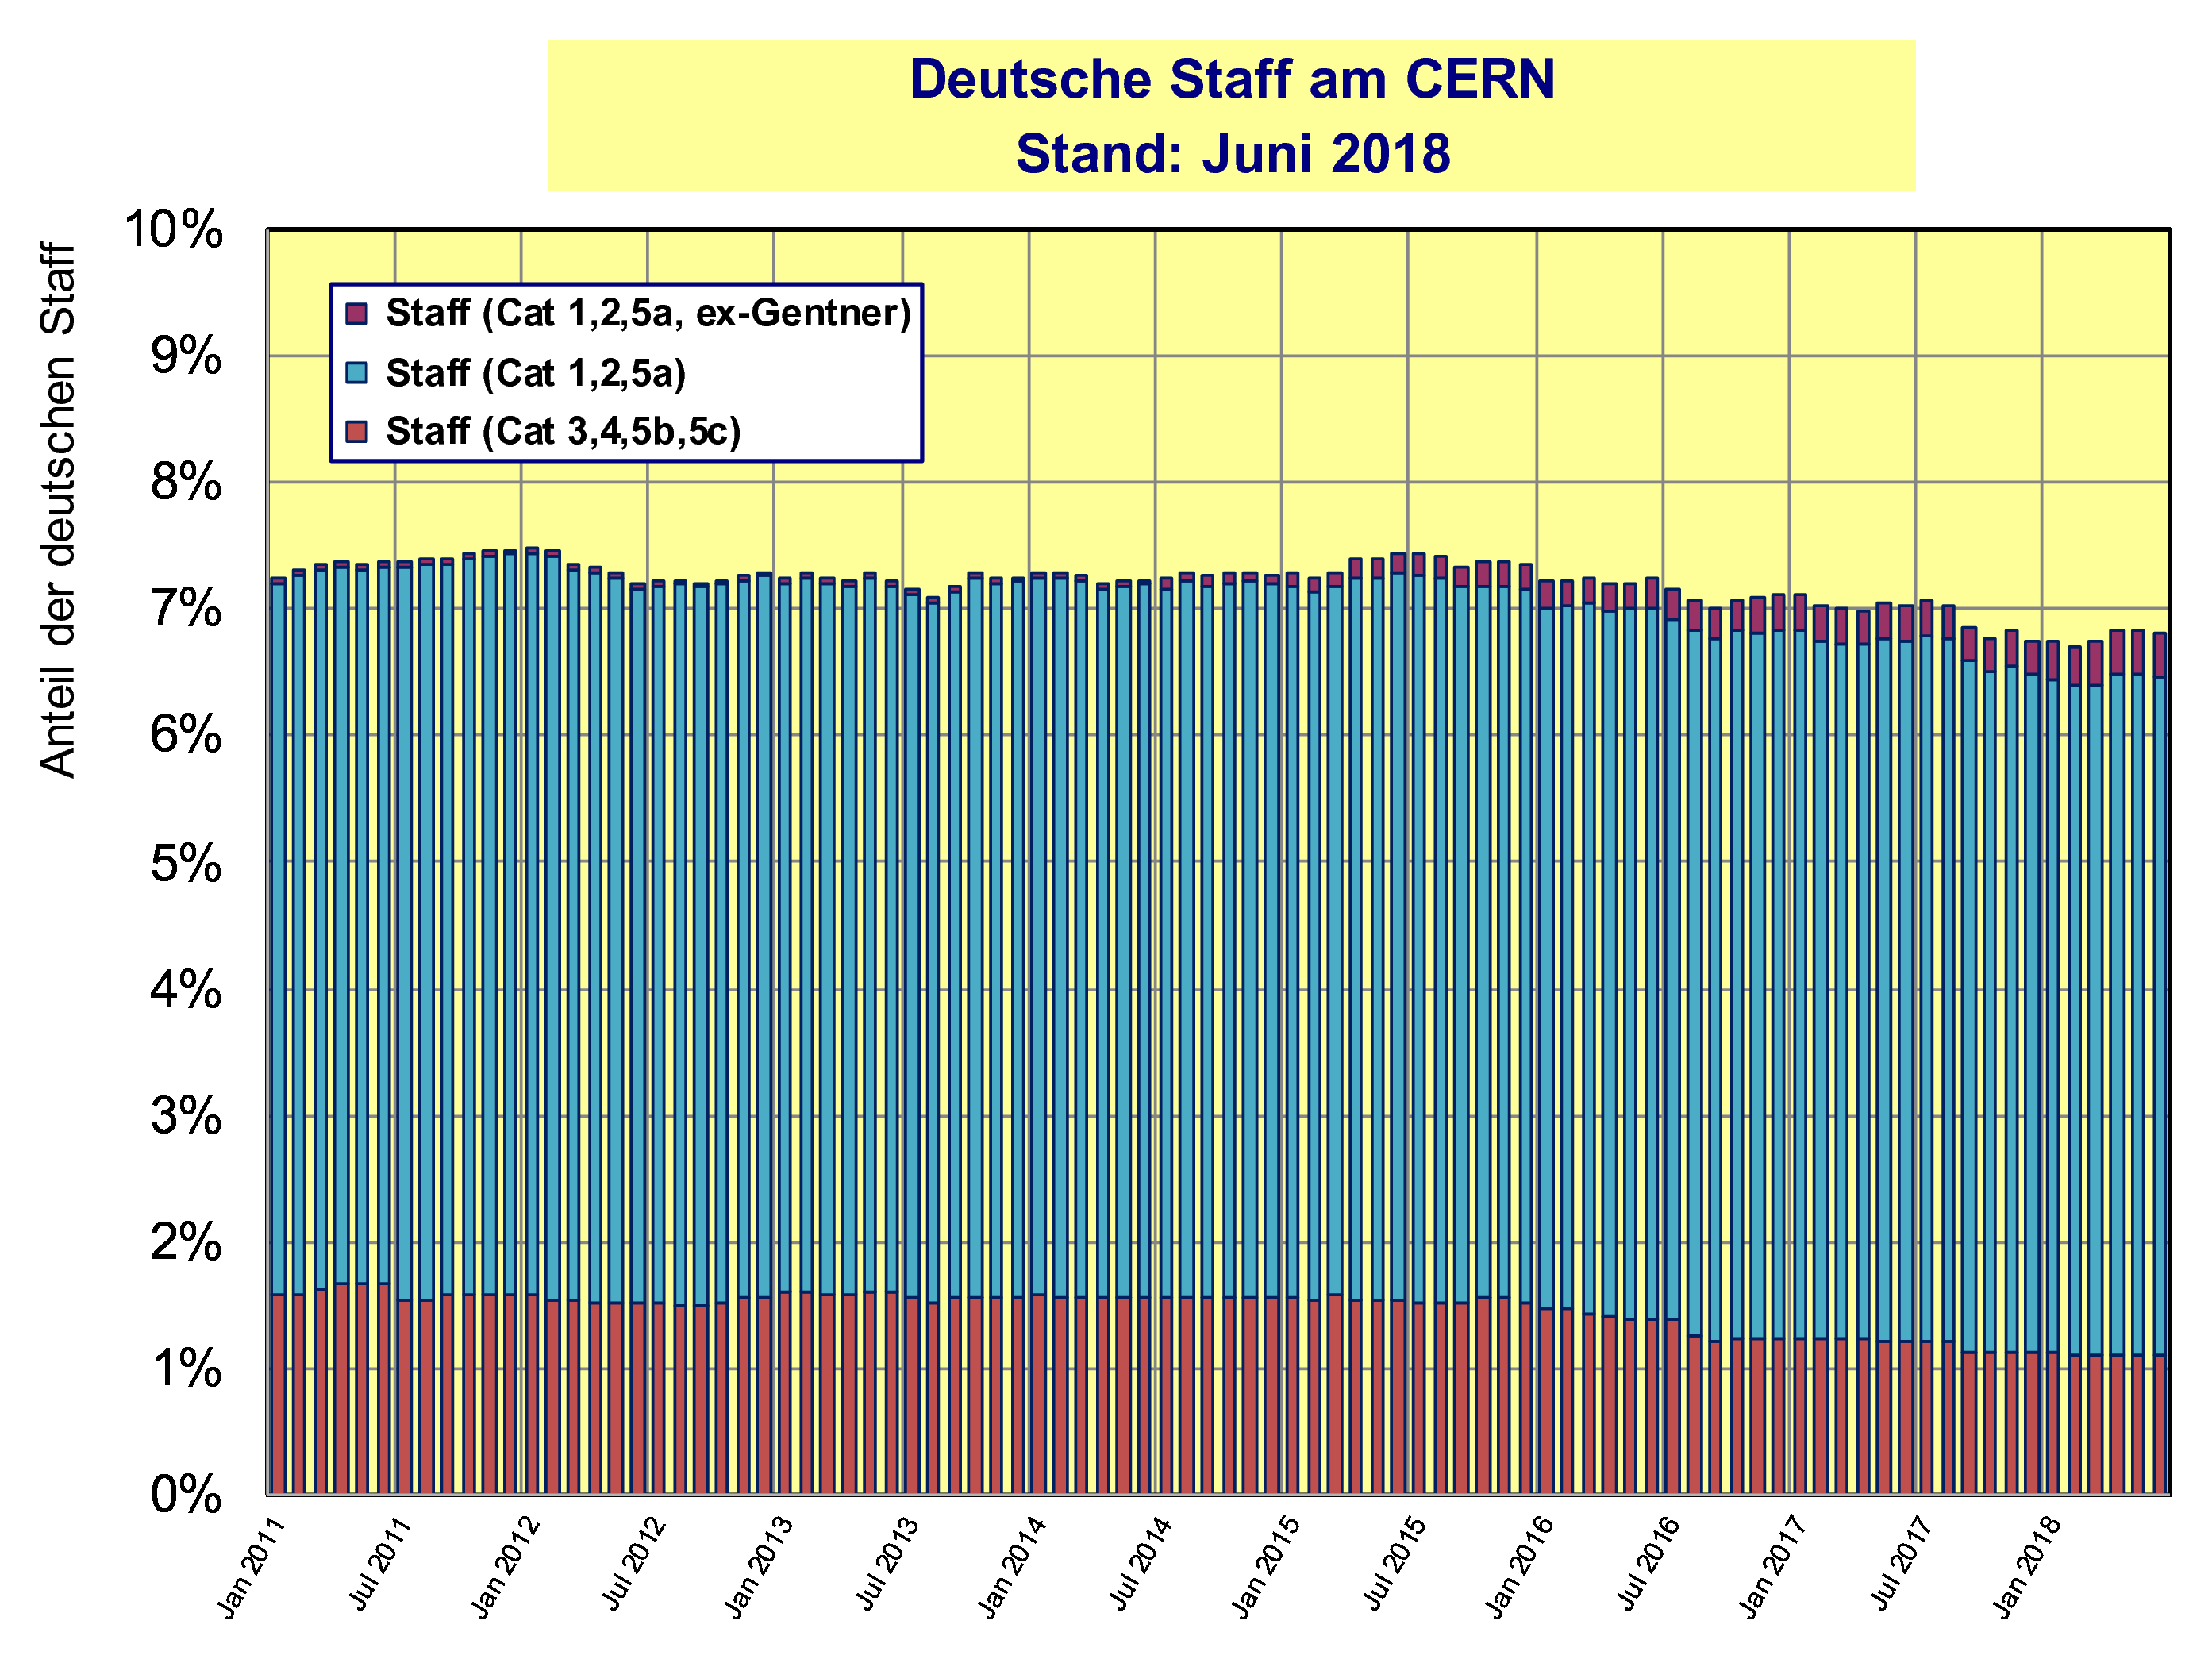 Deutsche Staff am CERN
Stand: Juni 2018
Anteil der deutschen Staff
10%
9%
8%
7%
6%
5%
4%
3%
2%
1%
0%
Staff (Cat 1,2,5a, ex-Gentner)
Staff (Cat 1,2,5a)
Staff (Cat 3,4,5b,5c)
Jan 2011
Jul 2011
Jan 2012
Jul 2012
Jan 2013
Jul 2013
Jan 2014
Jul 2014
Jan 2015
Jul 2015
Jan 2016
Jul 2016
Jan 2017
Jul 2017
Jan 2018